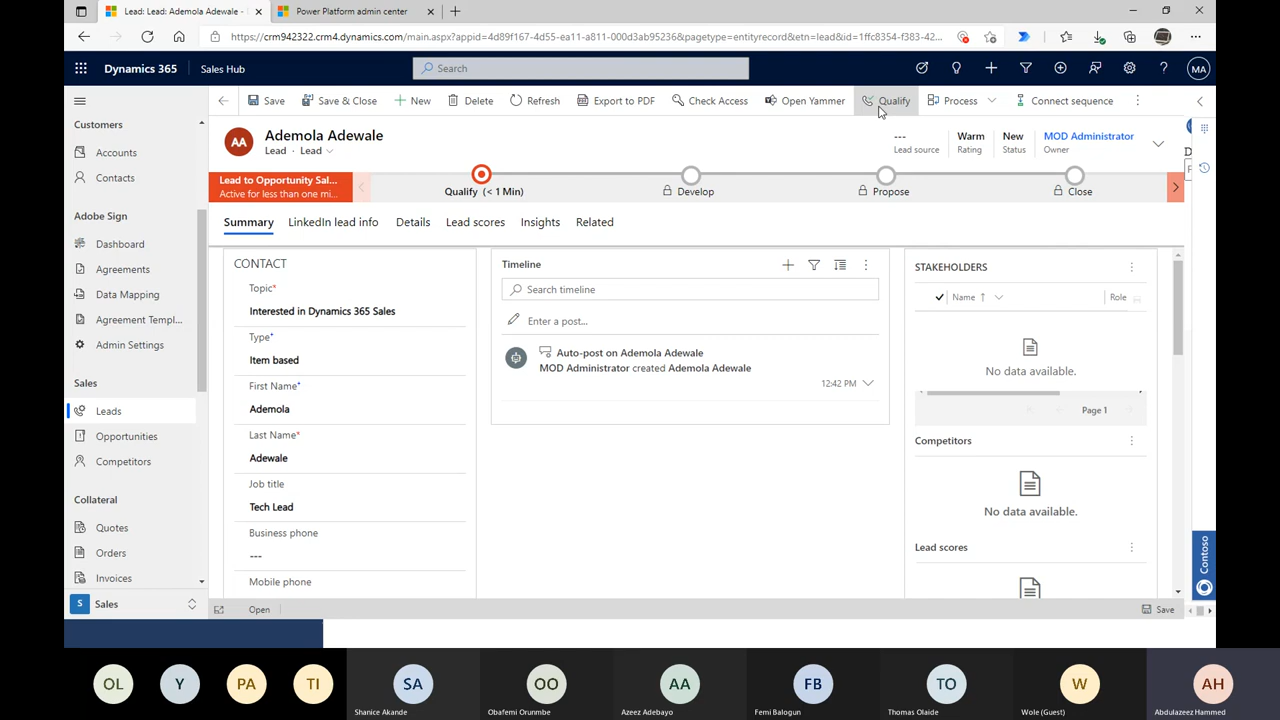 Lead: Lead: Ademola Adewale -
Power Platform admin center
https://crm942322.crm4.dynamics.com/main.aspx?appid=4d89f167-4d55-ea11-a811-000d3ab95236&pagetype=entityrecord&etn=lead&id=1ffc8354-f383-42...
Dynamics 365
Sales Hub
Search
MA
Save
Save & Close
New
Delete
Refresh
Export to PDF
Check Access
Open Yammer
Qualify
Process
Connect sequence
Customers
Accounts
Contacts
Adobe Sign
Dashboard
Agreements
Data Mapping
Agreement Templ...
Admin Settings
Sales
Leads
Opportunities
Competitors
Collateral
Quotes
Orders
Invoices
S
Sales
AA
Ademola Adewale
Lead · Lead
---
Lead source
Warm
Rating
New
Status
MOD Administrator
Owner
Lead to Opportunity Sal...
Active for less than one mi...
Qualify (< 1 Min)
Develop
Propose
Close
Summary
LinkedIn lead info
Details
Lead scores
Insights
Related
CONTACT
Topic*
Interested in Dynamics 365 Sales
Type*
Item based
First Name*
Ademola
Last Name*
Adewale
Job title
Tech Lead
Business phone
---
Mobile phone
Timeline
Search timeline
Enter a post...
Auto-post on Ademola Adewale
MOD Administrator created Ademola Adewale
12:42 PM
STAKEHOLDERS
Name ↑
Role
No data available.
Page 1
Competitors
No data available.
Lead scores
Contoso
Open
Save
OL
Y
PA
TI
SA
Shanice Akande
OO
Obafemi Orunmbe
AA
Azeez Adebayo
FB
Femi Balogun
TO
Thomas Olaide
W
Wole (Guest)
AH
Abdulazeez Hammed